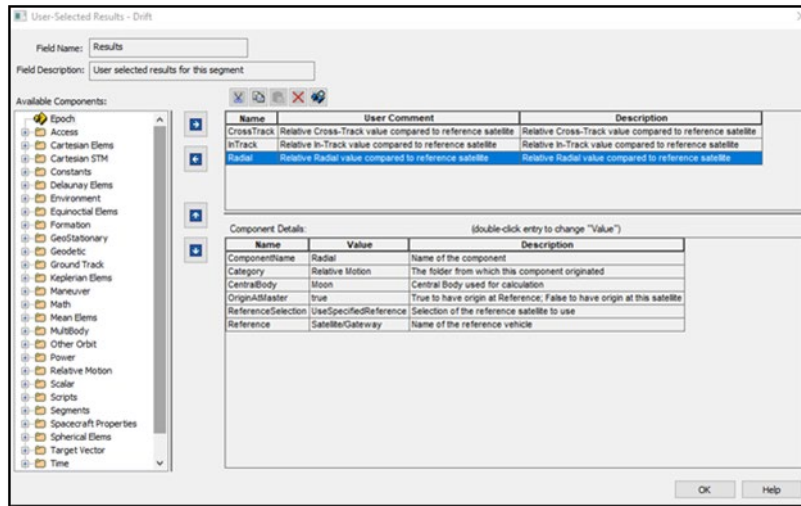 User-Selected Results - Drift
Field Name: Results
Field Description: User selected results for this segment
Available Components:
Epoch
Access
Cartesian Elems
Cartesian STM
Constants
Delaunay Elems
Environment
Equinoctial Elems
Formation
GeoStationary
Geodetic
Ground Track
Keplerian Elems
Maneuver
Math
Mean Elems
MultiBody
Other Orbit
Power
Relative Motion
Scalar
Scripts
Segments
Spacecraft Properties
Spherical Elems
Target Vector
Time
Name User Comment Description
CrossTrack Relative Cross-Track value compared to reference satellite Relative Cross-Track value compared to reference satellite
InTrack Relative In-Track value compared to reference satellite Relative In-Track value compared to reference satellite
Radial Relative Radial value compared to reference satellite Relative Radial value compared to reference satellite
Component Details: (double-click entry to change "Value")
Name Value Description
ComponentName Radial Name of the component
Category Relative Motion The folder from which this component originated
CentralBody Moon Central Body used for calculation
OriginAtMaster true True to have origin at Reference; False to have origin at this satellite
ReferenceSelection UseSpecifiedReference Selection of the reference satellite to use
Reference Satellite/Gateway Name of the reference vehicle
OK Help